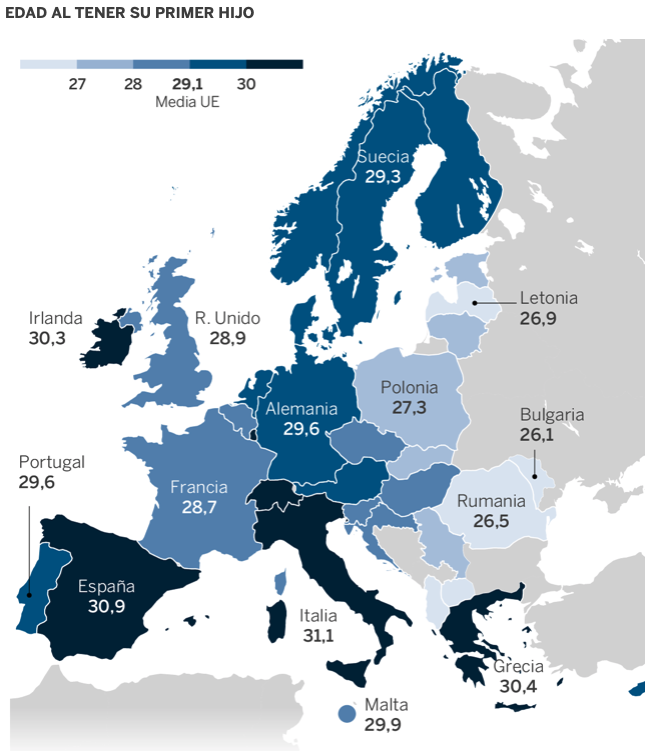 EDAD AL TENER SU PRIMER HIJO
27
28
29,1
30
Media UE
Suecia
29,3
Irlanda
30,3
R. Unido
28,9
Letonia
26,9
Polonia
27,3
Alemania
29,6
Bulgaria
26,1
Portugal
29,6
Francia
28,7
Rumania
26,5
España
30,9
Italia
31,1
Grecia
30,4
Malta
29,9